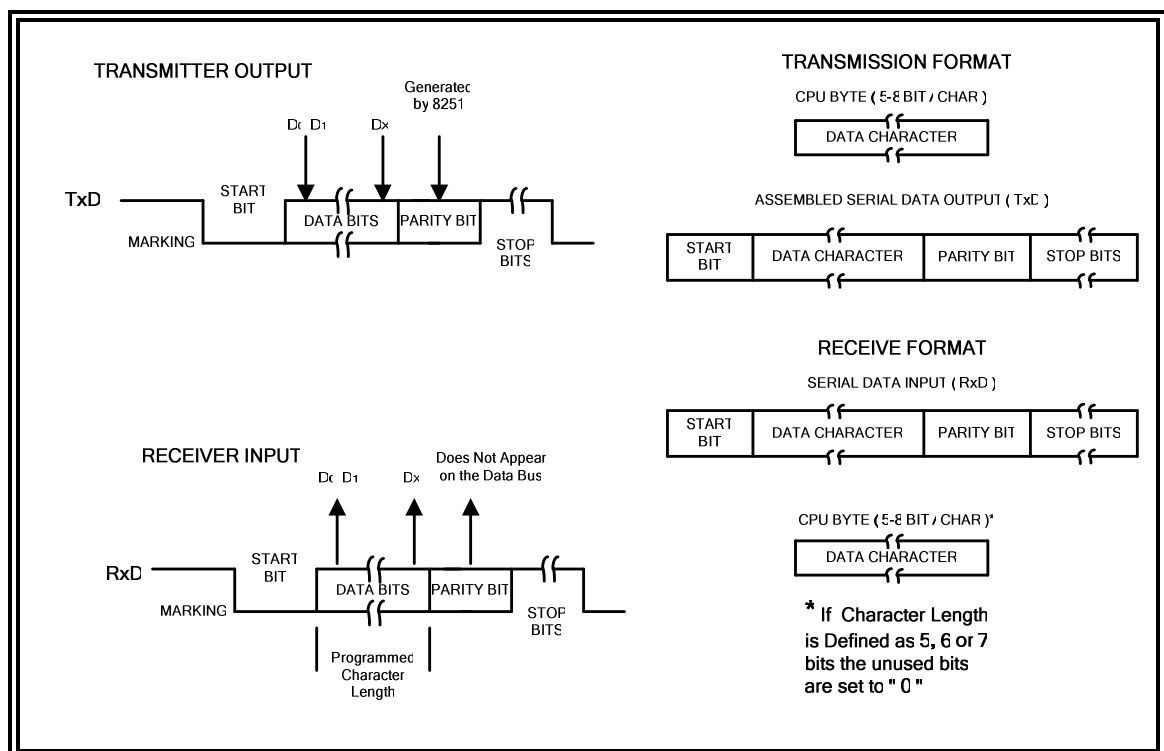 TRANSMITTER OUTPUT
Generated
by 8251
D0 D1
Dx
TxD
MARKING
START
BIT
DATA BITS
PARITY BIT
STOP
BITS
RECEIVER INPUT
Does Not Appear
on the Data Bus
D0 D1
Dx
RxD
MARKING
START
BIT
DATA BITS
PARITY BIT
STOP
BITS
Programmed
Character
Length
TRANSMISSION FORMAT
CPU BYTE ( 5-8 BIT / CHAR )
DATA CHARACTER
ASSEMBLED SERIAL DATA OUTPUT ( TxD )
START
BIT
DATA CHARACTER
PARITY BIT
STOP BITS
RECEIVE FORMAT
SERIAL DATA INPUT ( RxD )
START
BIT
DATA CHARACTER
PARITY BIT
STOP BITS
CPU BYTE ( 5-8 BIT / CHAR )*
DATA CHARACTER
* If Character Length
is Defined as 5, 6 or 7
bits the unused bits
are set to " 0 "